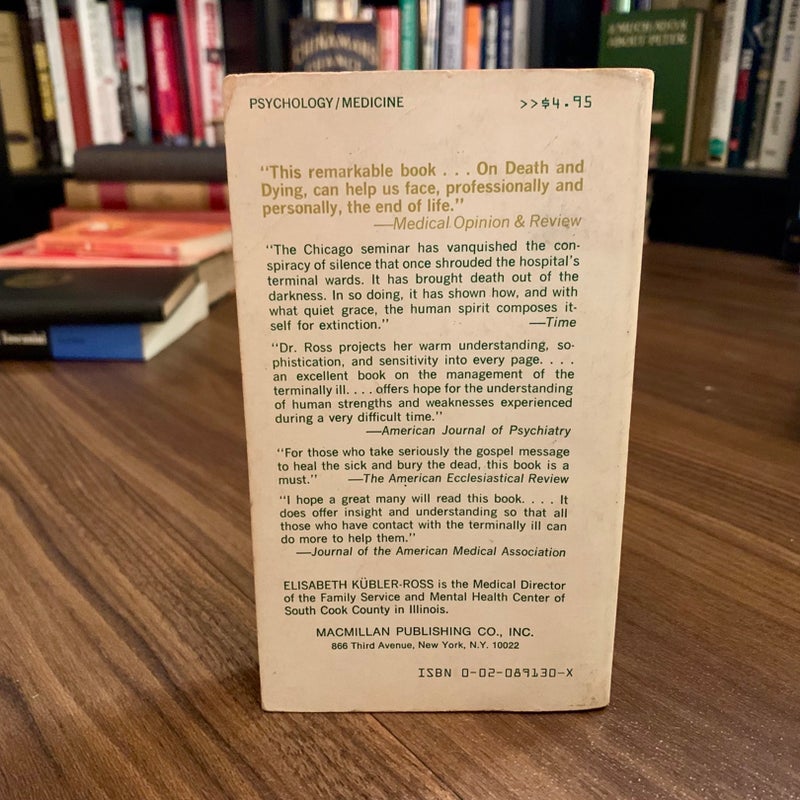 PSYCHOLOGY/MEDICINE >>$4.95
"This remarkable book . . . On Death and
Dying, can help us face, professionally and
personally, the end of life."
—Medical Opinion & Review
"The Chicago seminar has vanquished the con-
spiracy of silence that once shrouded the hospital's
terminal wards. It has brought death out of the
darkness. In so doing, it has shown how, and with
what quiet grace, the human spirit composes it-
self for extinction." —Time
"Dr. Ross projects her warm understanding, so-
phistication, and sensitivity into every page. . . .
an excellent book on the management of the
terminally ill. . . . offers hope for the understanding
of human strengths and weaknesses experienced
during a very difficult time."
—American Journal of Psychiatry
"For those who take seriously the gospel message
to heal the sick and bury the dead, this book is a
must." —The American Ecclesiastical Review
"I hope a great many will read this book. . . . It
does offer insight and understanding so that all
those who have contact with the terminally ill can
do more to help them."
—Journal of the American Medical Association
ELISABETH KÜBLER-ROSS is the Medical Director
of the Family Service and Mental Health Center of
South Cook County in Illinois.
MACMILLAN PUBLISHING CO., INC.
866 Third Avenue, New York, N.Y. 10022
ISBN 0-02-089130-X